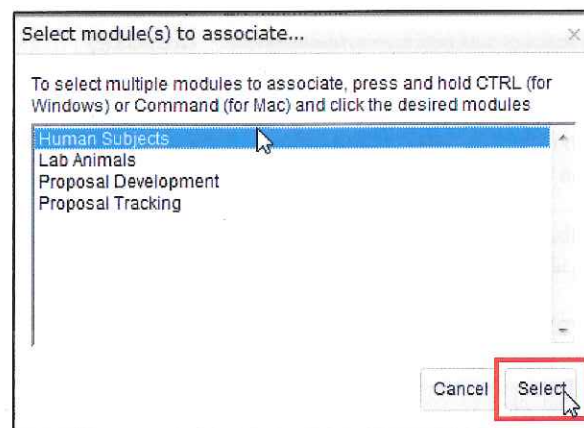 Select module(s) to associate...
To select multiple modules to associate, press and hold CTRL (for
Windows) or Command (for Mac) and click the desired modules
Human Subjects
Lab Animals
Proposal Development
Proposal Tracking
Cancel Select